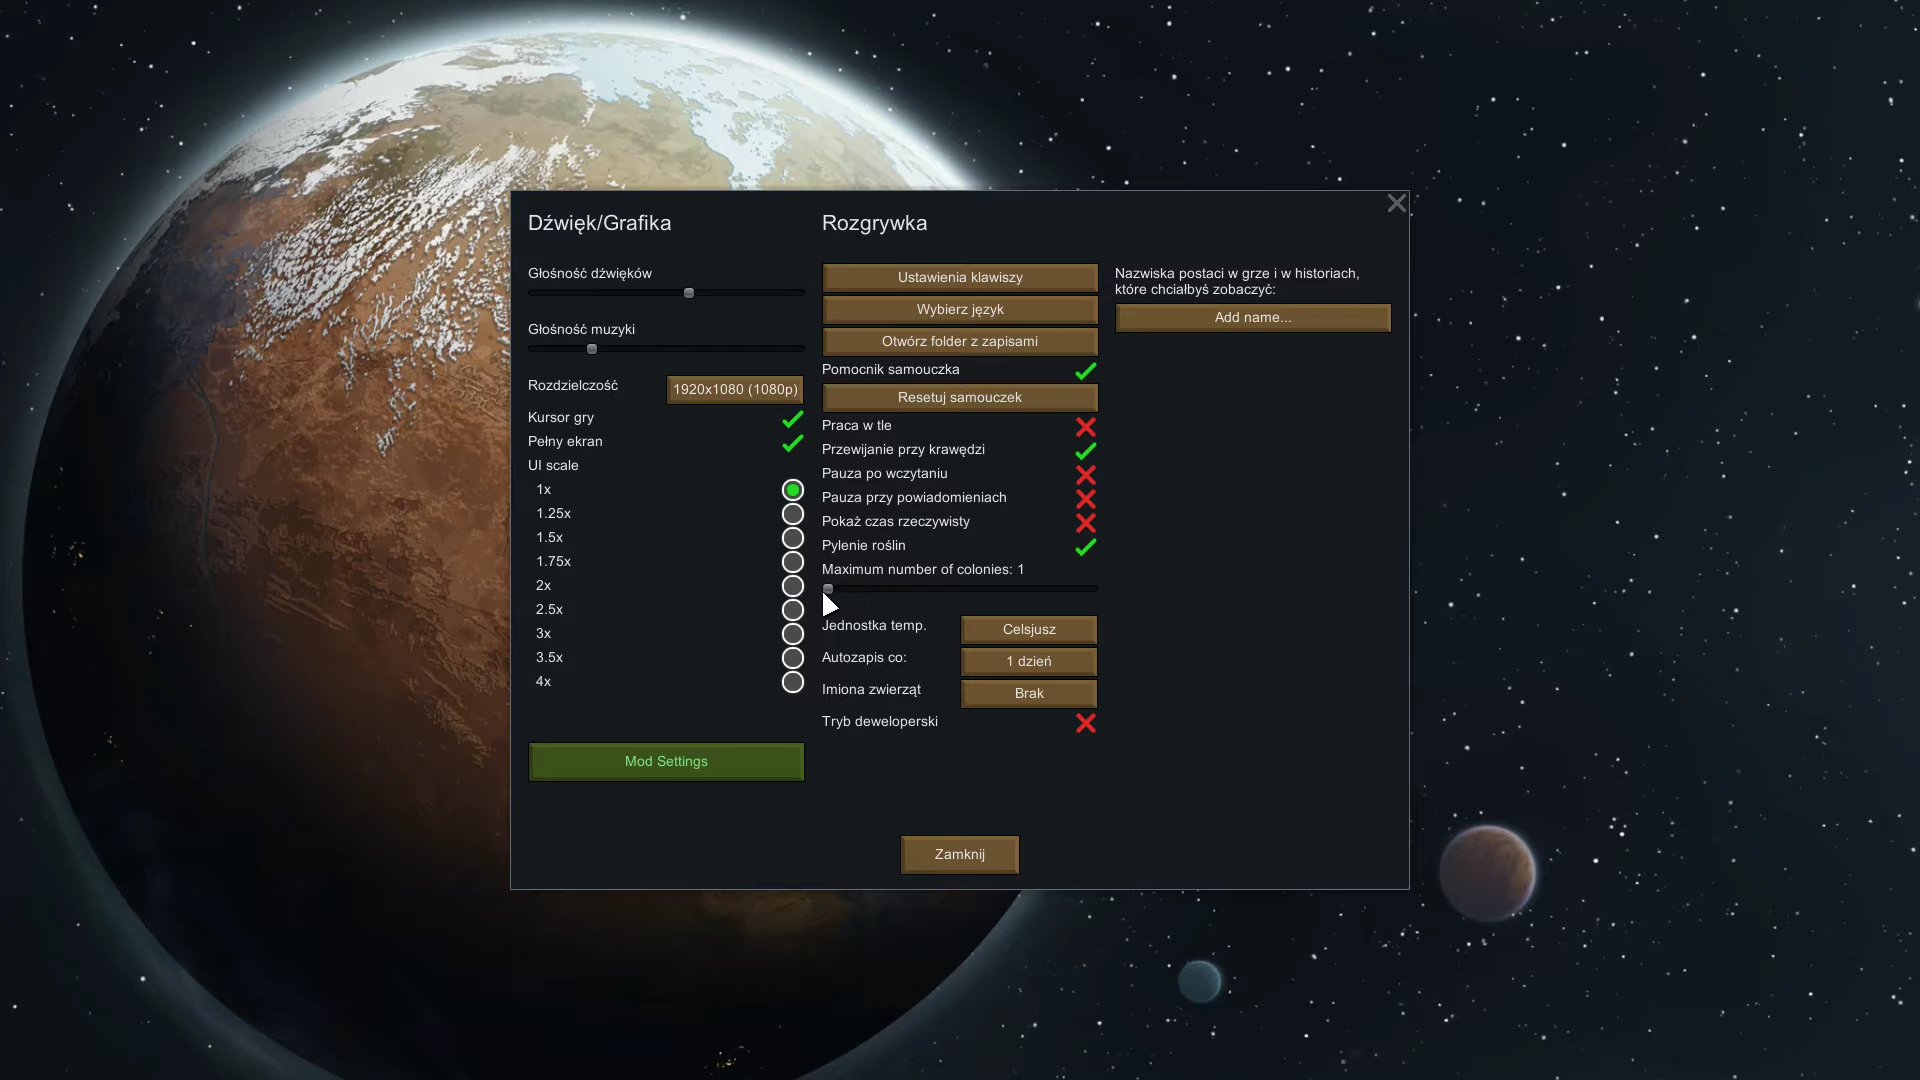 Dźwięk/Grafika
Głośność dźwięków
Głośność muzyki
Rozdzielczość
1920x1080 (1080p)
Kursor gry
Pełny ekran
UI scale
1x
1.25x
1.5x
1.75x
2x
2.5x
3x
3.5x
4x
Mod Settings
Rozgrywka
Ustawienia klawiszy
Wybierz język
Otwórz folder z zapisami
Pomocnik samouczka
Resetuj samouczek
Praca w tle
Przewijanie przy krawędzi
Pauza po wczytaniu
Pauza przy powiadomieniach
Pokaż czas rzeczywisty
Pylenie roślin
Maximum number of colonies: 1
Jednostka temp.
Celsjusz
Autozapis co:
1 dzień
Imiona zwierząt
Brak
Tryb deweloperski
Nazwiska postaci w grze i w historiach,
które chciałbyś zobaczyć:
Add name...
Zamknij